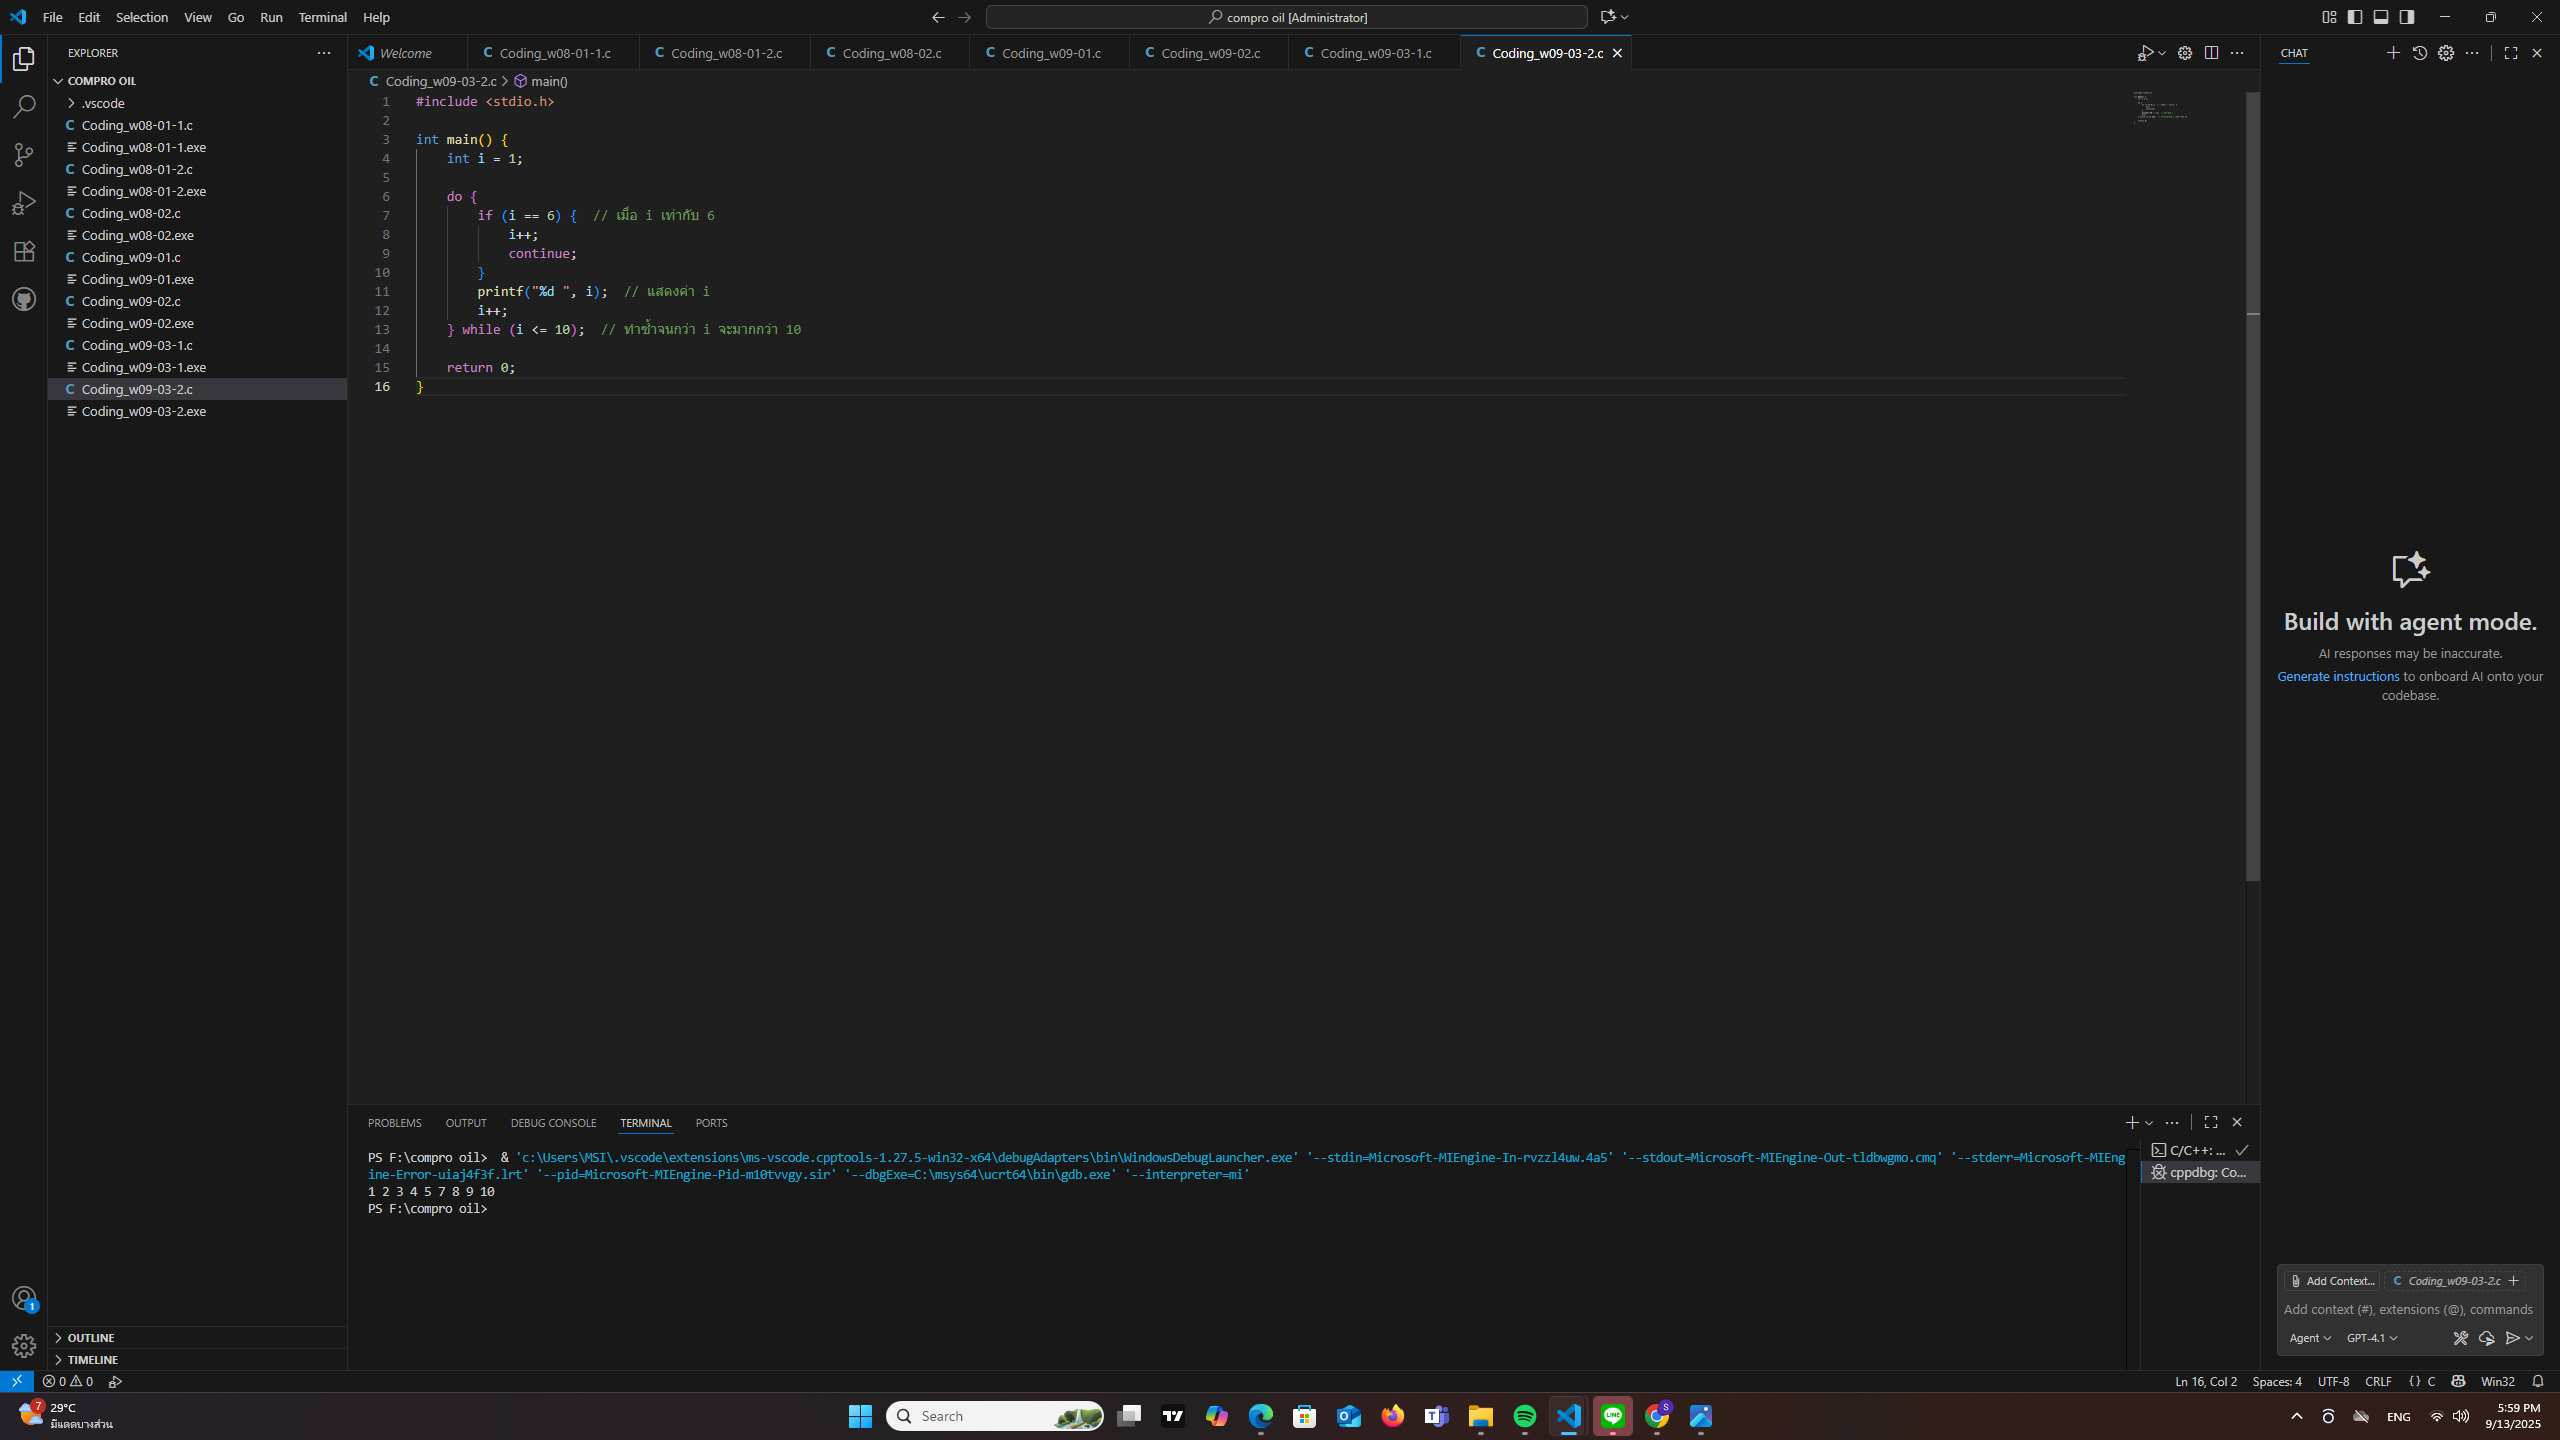 File Edit Selection View Go Run Terminal Help
compro oil [Administrator]
EXPLORER
COMPRO OIL
.vscode
C Coding_w08-01-1.c
Coding_w08-01-1.exe
C Coding_w08-01-2.c
Coding_w08-01-2.exe
C Coding_w08-02.c
Coding_w08-02.exe
C Coding_w09-01.c
Coding_w09-01.exe
C Coding_w09-02.c
Coding_w09-02.exe
C Coding_w09-03-1.c
Coding_w09-03-1.exe
C Coding_w09-03-2.c
Coding_w09-03-2.exe
OUTLINE
TIMELINE
1
Welcome C Coding_w08-01-1.c C Coding_w08-01-2.c C Coding_w08-02.c C Coding_w09-01.c C Coding_w09-02.c C Coding_w09-03-1.c C Coding_w09-03-2.c
C Coding_w09-03-2.c > main()
1 #include <stdio.h>
2
3 int main() {
4     int i = 1;
5
6     do {
7         if (i == 6) {  // เมื่อ i เท่ากับ 6
8             i++;
9             continue;
10         }
11         printf("%d ", i);  // แสดงค่า i
12         i++;
13     } while (i <= 10);  // ทำซ้ำจนกว่า i จะมากกว่า 10
14
15     return 0;
16 }
PROBLEMS OUTPUT DEBUG CONSOLE TERMINAL PORTS
PS F:\compro oil>  & 'c:\Users\MSI\.vscode\extensions\ms-vscode.cpptools-1.27.5-win32-x64\debugAdapters\bin\WindowsDebugLauncher.exe' '--stdin=Microsoft-MIEngine-In-rvzzl4uw.4a5' '--stdout=Microsoft-MIEngine-Out-tldbwgmo.cmq' '--stderr=Microsoft-MIEng
ine-Error-uiaj4f3f.lrt' '--pid=Microsoft-MIEngine-Pid-m10tvvgy.sir' '--dbgExe=C:\msys64\ucrt64\bin\gdb.exe' '--interpreter=mi'
1 2 3 4 5 7 8 9 10
PS F:\compro oil>
C/C++: ...
cppdbg: Co...
CHAT
Build with agent mode.
AI responses may be inaccurate.
Generate instructions to onboard AI onto your
codebase.
Add Context... C Coding_w09-03-2.c
Add context (#), extensions (@), commands
Agent GPT-4.1
0 0
Ln 16, Col 2 Spaces: 4 UTF-8 CRLF {} C Win32
7
29°C
มีแดดบางส่วน
Search
LINE
S
ENG
5:59 PM
9/13/2025